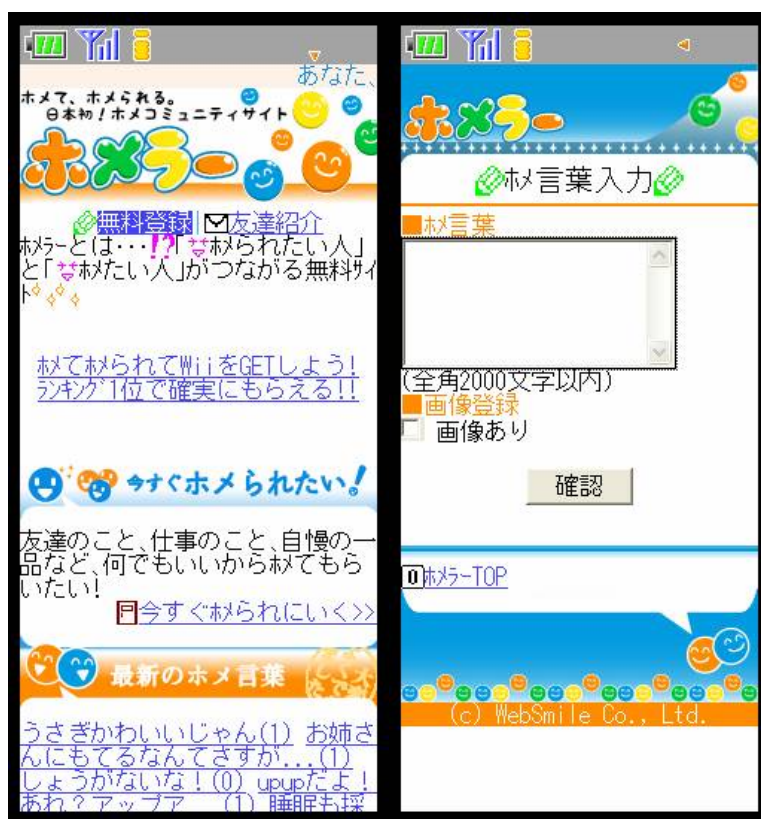 あなた、
ホメて、ホメられる。
日本初！ホメコミュニティサイト
ホメラー
無料登録|友達紹介
ﾎﾒﾗｰとは･･･!?｢ﾎﾒられたい人｣
と｢ﾎﾒたい人｣がつながる無料ｻｲ
ﾄ
ﾎﾒてﾎﾒられてWiiをGETしよう!
ﾗﾝｷﾝｸﾞ1位で確実にもらえる!!
今すぐホメられたい！
友達のこと､仕事のこと､自慢の一
品など､何でもいいからﾎﾒてもら
いたい!
今すぐﾎﾒられにいく>>
最新のホメ言葉
うさぎかわいいじゃん(1) お姉さ
んにもてるなんてさすが...(1)
しょうがないな！(0) upupだよ！
あれ？アップア...(1) 睡眠も採
ホメラー
ﾎﾒ言葉入力
■ﾎﾒ言葉
(全角2000文字以内)
■画像登録
画像あり
確認
0ﾎﾒﾗｰTOP
(c) WebSmile Co., Ltd.